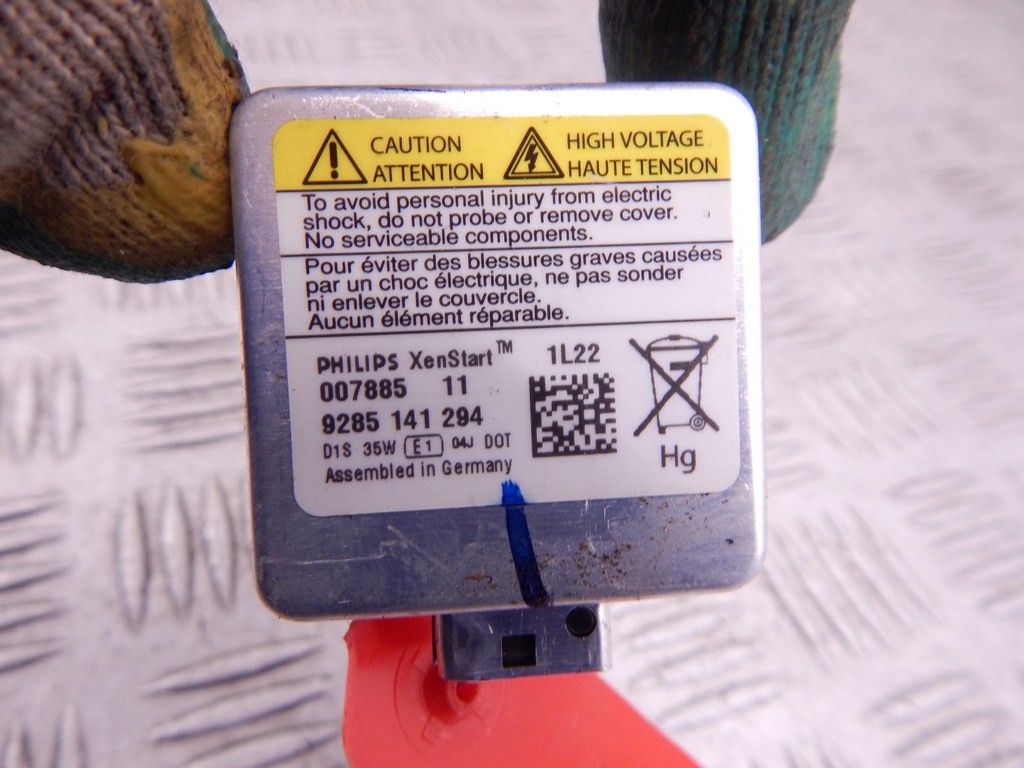 CAUTION
ATTENTION
HIGH VOLTAGE
HAUTE TENSION
To avoid personal injury from electric
shock, do not probe or remove cover.
No serviceable components.
Pour éviter des blessures graves causées
par un choc électrique, ne pas sonder
ni enlever le couvercle.
Aucun élément réparable.
PHILIPS XenStart™ 1L22
007885 11
9285 141 294
D1S 35W E1 04J DOT
Assembled in Germany
Hg